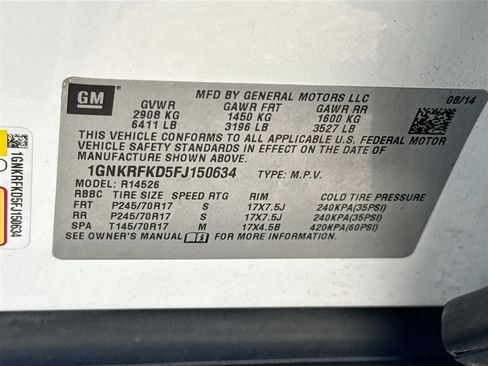 GM
MFD BY GENERAL MOTORS LLC
08/14
GVWR GAWR FRT GAWR RR
2908 KG 1450 KG 1600 KG
6411 LB 3196 LB 3527 LB
THIS VEHICLE CONFORMS TO ALL APPLICABLE U.S. FEDERAL MOTOR
VEHICLE SAFETY STANDARDS IN EFFECT ON THE DATE OF
MANUFACTURE SHOWN ABOVE.
1GNKRFKD5FJ150634 TYPE: M.P.V.
MODEL: R14526
RBBC TIRE SIZE SPEED RTG RIM COLD TIRE PRESSURE
FRT P245/70R17 S 17X7.5J 240KPA(35PSI)
RR P245/70R17 S 17X7.5J 240KPA(35PSI)
SPA T145/70R17 M 17X4.5B 420KPA(60PSI)
SEE OWNER'S MANUAL FOR MORE INFORMATION
1GNKRFKD5FJ150634